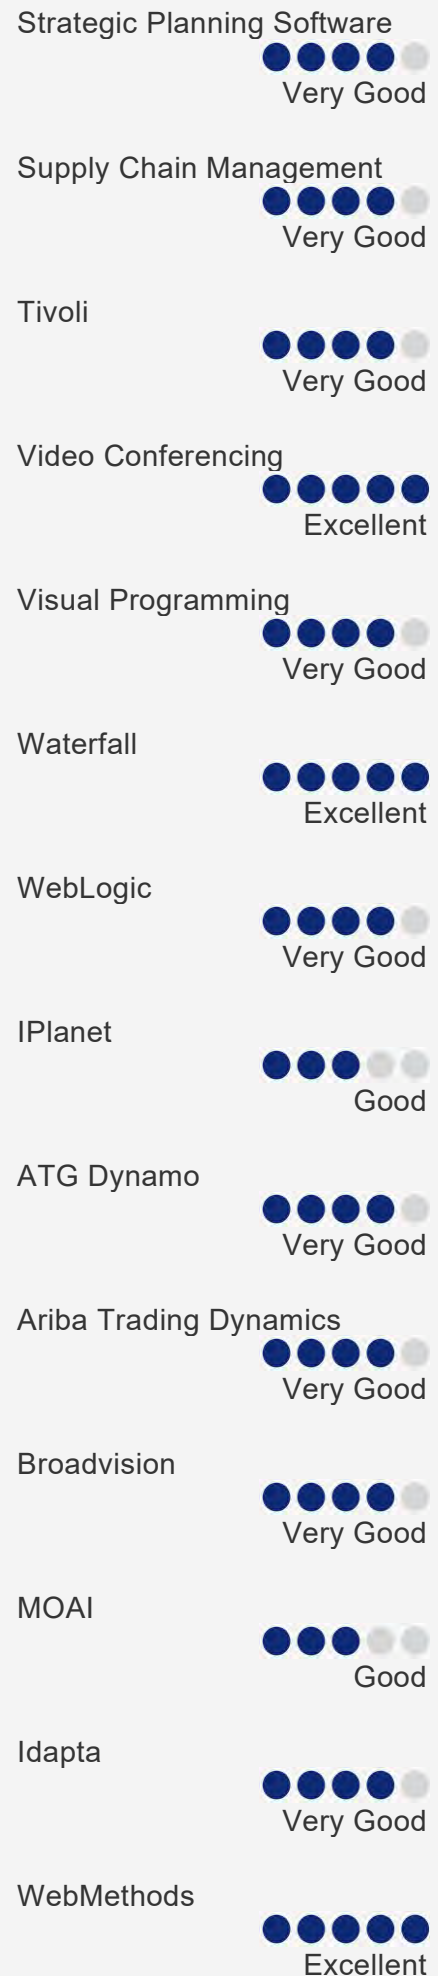 Strategic Planning Software
Very Good
Supply Chain Management
Very Good
Tivoli
Very Good
Video Conferencing
Excellent
Visual Programming
Very Good
Waterfall
Excellent
WebLogic
Very Good
IPlanet
Good
ATG Dynamo
Very Good
Ariba Trading Dynamics
Very Good
Broadvision
Very Good
MOAI
Good
Idapta
Very Good
WebMethods
Excellent